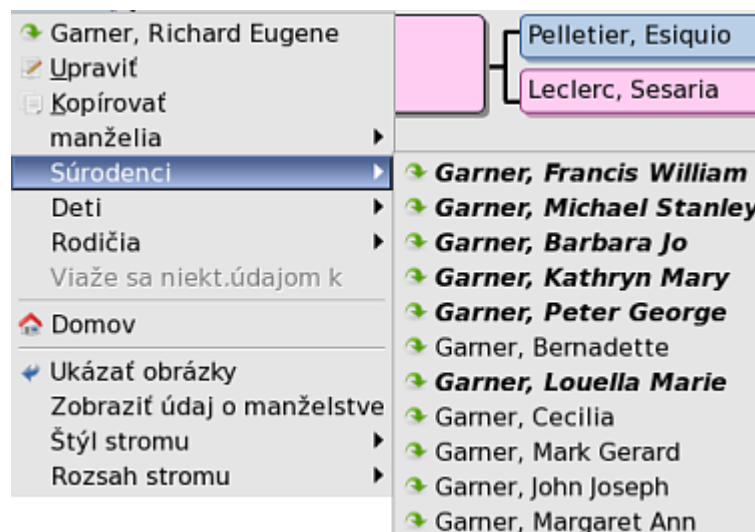 Garner, Richard Eugene
Upraviť
Kopírovať
manželia
Súrodenci
Deti
Rodičia
Viaže sa niekt.údajom k
Domov
Ukázať obrázky
Zobraziť údaj o manželstve
Štýl stromu
Rozsah stromu
Pelletier, Esiquio
Leclerc, Sesaria
Garner, Francis William
Garner, Michael Stanley
Garner, Barbara Jo
Garner, Kathryn Mary
Garner, Peter George
Garner, Bernadette
Garner, Louella Marie
Garner, Cecilia
Garner, Mark Gerard
Garner, John Joseph
Garner, Margaret Ann